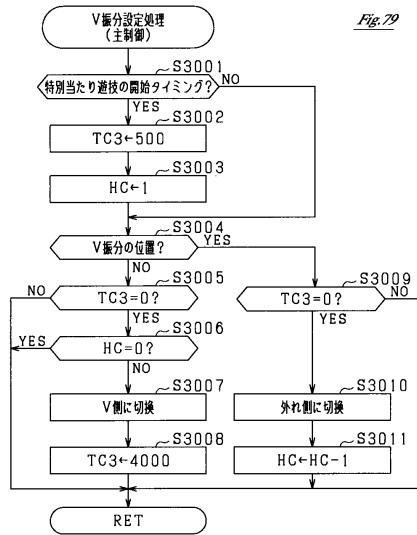 Fig.79
V振分設定処理
(主制御)
S3001
特別当たり遊技の開始タイミング?
NO
YES
S3002
TC3←500
S3003
HC←1
S3004
V振分の位置?
YES
NO
S3005
NO
TC3=0?
YES
S3009
TC3=0?
NO
YES
S3006
YES
HC=0?
NO
S3007
V側に切換
S3010
外れ側に切換
S3008
TC3←4000
S3011
HC←HC-1
RET